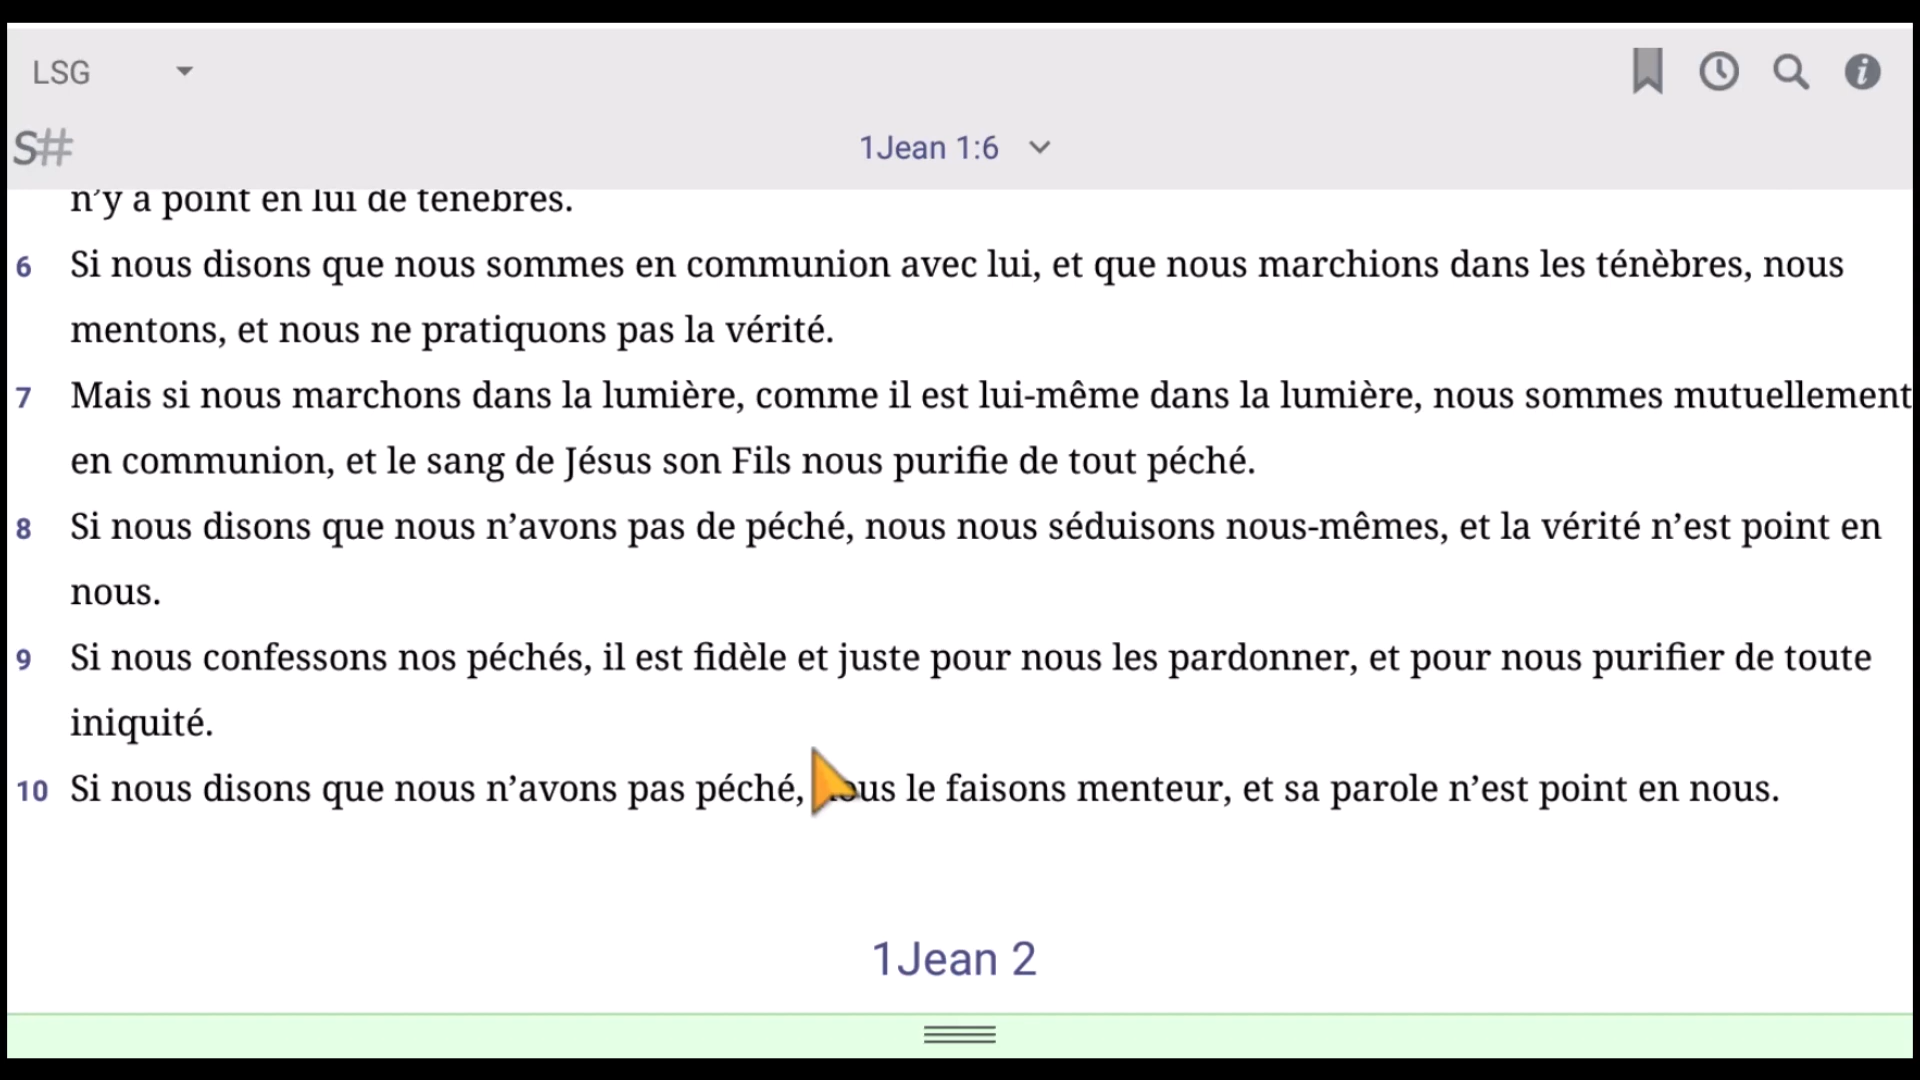 LSG
S#
1Jean 1:6
n’y a point en lui de ténèbres.
6 Si nous disons que nous sommes en communion avec lui, et que nous marchions dans les ténèbres, nous
mentons, et nous ne pratiquons pas la vérité.
7 Mais si nous marchons dans la lumière, comme il est lui-même dans la lumière, nous sommes mutuellement
en communion, et le sang de Jésus son Fils nous purifie de tout péché.
8 Si nous disons que nous n’avons pas de péché, nous nous séduisons nous-mêmes, et la vérité n’est point en
nous.
9 Si nous confessons nos péchés, il est fidèle et juste pour nous les pardonner, et pour nous purifier de toute
iniquité.
10 Si nous disons que nous n’avons pas péché, nous le faisons menteur, et sa parole n’est point en nous.
1Jean 2